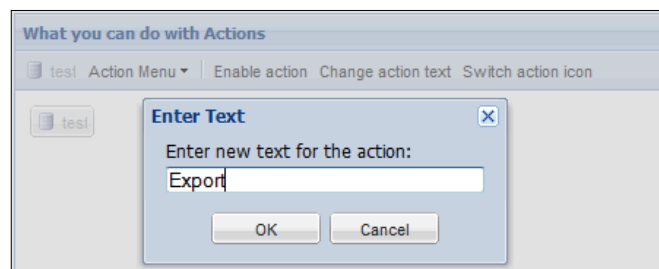 What you can do with Actions
test Action Menu Enable action Change action text Switch action icon
test
Enter Text
Enter new text for the action:
Export
OK Cancel